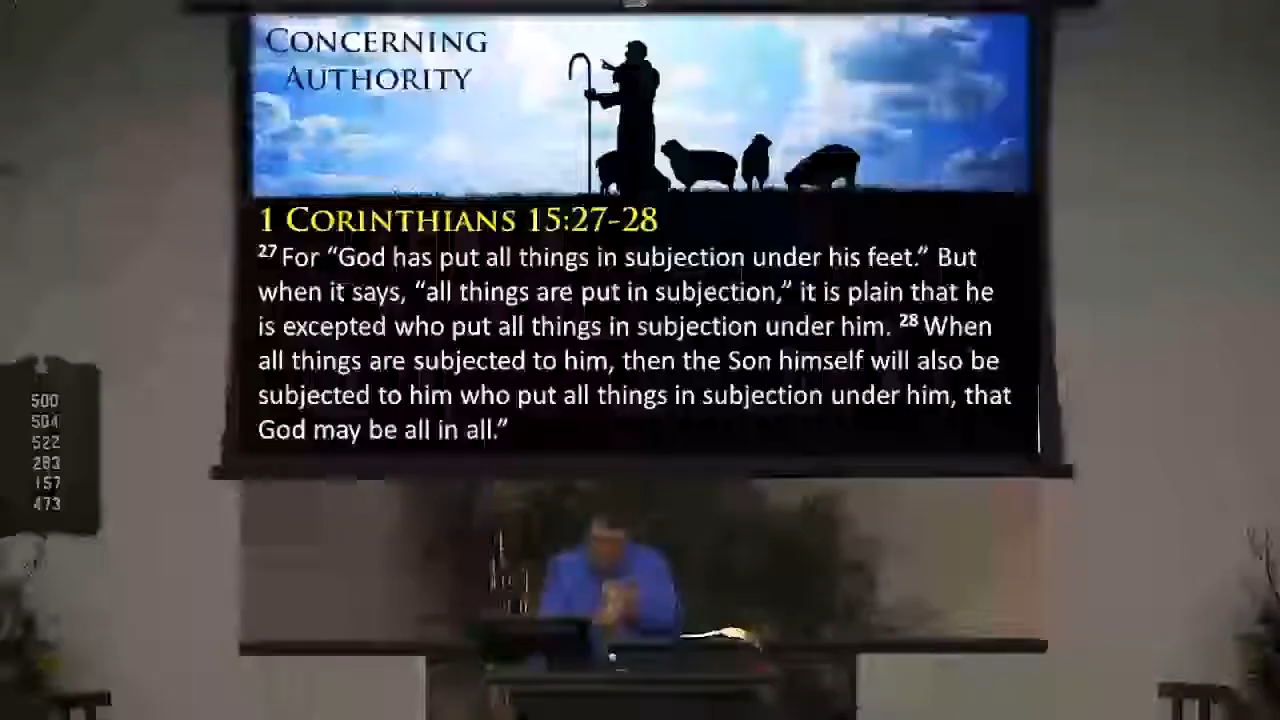 CONCERNING
AUTHORITY
1 CORINTHIANS 15:27-28
27 For “God has put all things in subjection under his feet.” But
when it says, “all things are put in subjection,” it is plain that he
is excepted who put all things in subjection under him. 28 When
all things are subjected to him, then the Son himself will also be
subjected to him who put all things in subjection under him, that
God may be all in all.”
500
504
522
283
157
473